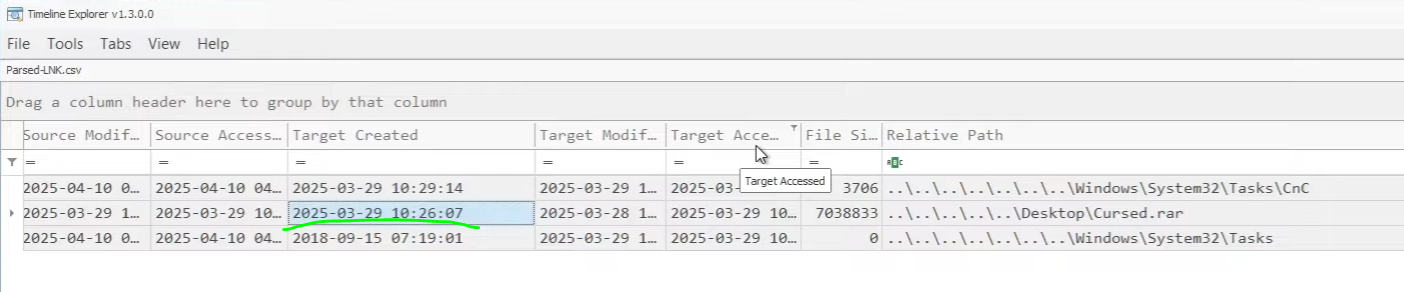 Timeline Explorer v1.3.0.0
File Tools Tabs View Help
Parsed-LNK.csv
Drag a column header here to group by that column
Source Modif… Source Access… Target Created Target Modif… Target Acce… File Si… Relative Path
= = = = = =
2025-04-10 0… 2025-04-10 04… 2025-03-29 10:29:14 2025-03-29 1… 2025-03- 3706 ..\..\..\..\..\..\Windows\System32\Tasks\CnC
Target Accessed
2025-03-29 1… 2025-03-29 10… 2025-03-29 10:26:07 2025-03-28 1… 2025-03-29 10… 7038833 ..\..\..\..\..\Desktop\Cursed.rar
2025-04-10 0… 2025-04-10 04… 2018-09-15 07:19:01 2025-03-29 1… 2025-03-29 10… 0 ..\..\..\..\..\..\Windows\System32\Tasks